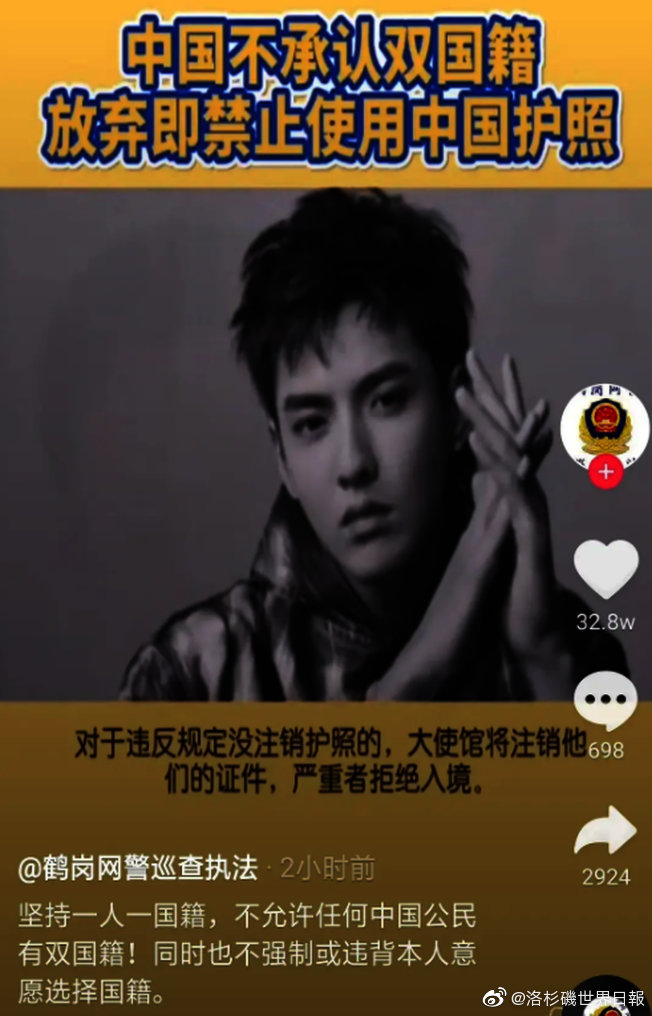 中国不承认双国籍
放弃即禁止使用中国护照
32.8w
698
对于违反规定没注销护照的，大使馆将注销他
们的证件，严重者拒绝入境。
2924
@鹤岗网警巡查执法 · 2小时前
坚持一人一国籍，不允许任何中国公民
有双国籍！同时也不强制或违背本人意
愿选择国籍。
@洛杉磯世界日報